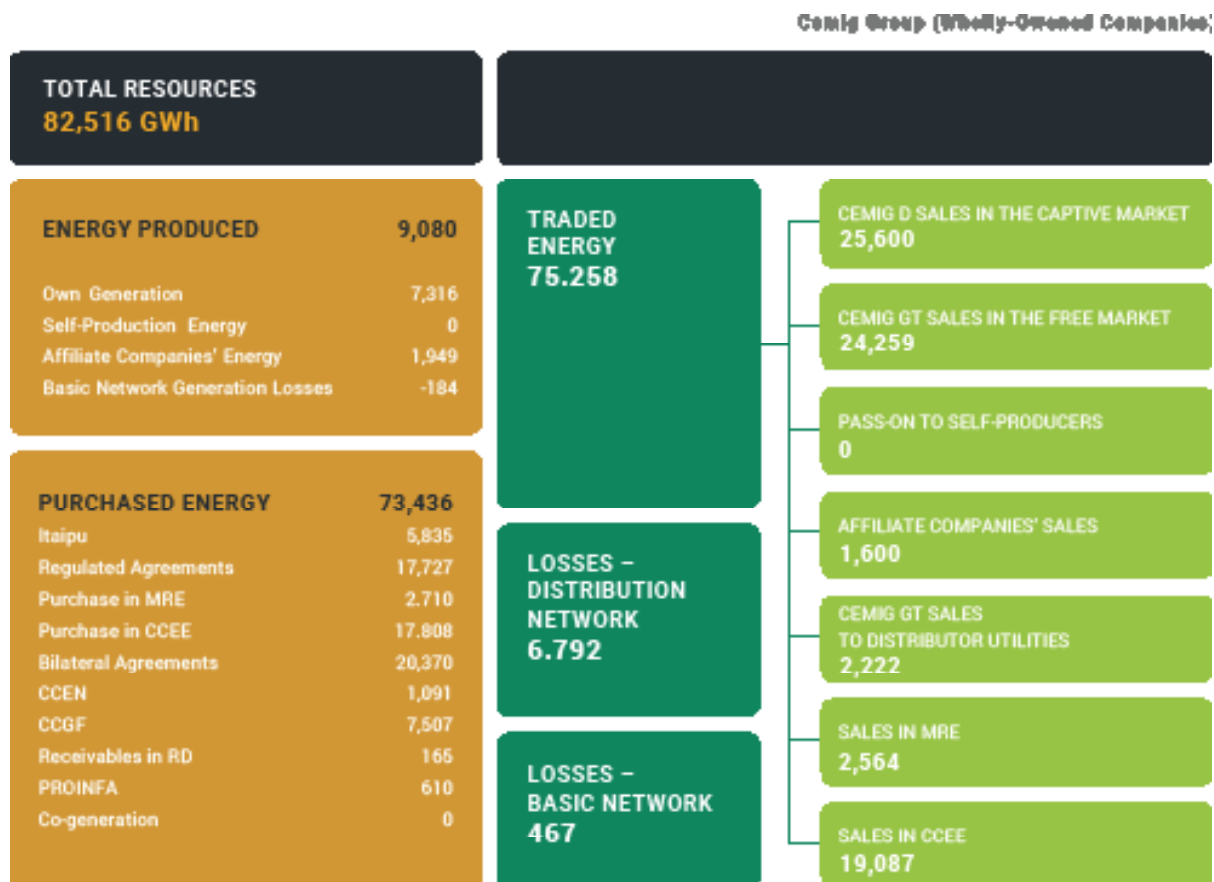 Cemig Group (Wholly-Owened Companies)
TOTAL RESOURCES
82,516 GWh
ENERGY PRODUCED 9,080
Own Generation 7,316
Self-Production Energy 0
Affiliate Companies' Energy 1,949
Basic Network Generation Losses -184
PURCHASED ENERGY 73,436
Itaipu 5,835
Regulated Agreements 17,727
Purchase in MRE 2.710
Purchase in CCEE 17.808
Bilateral Agreements 20,370
CCEN 1,091
CCGF 7,507
Receivables in RD 165
PROINFA 610
Co-generation 0
TRADED
ENERGY
75.258
LOSSES –
DISTRIBUTION
NETWORK
6.792
LOSSES –
BASIC NETWORK
467
CEMIG D SALES IN THE CAPTIVE MARKET
25,600
CEMIG GT SALES IN THE FREE MARKET
24,259
PASS-ON TO SELF-PRODUCERS
0
AFFILIATE COMPANIES' SALES
1,600
CEMIG GT SALES
TO DISTRIBUTOR UTILITIES
2,222
SALES IN MRE
2,564
SALES IN CCEE
19,087